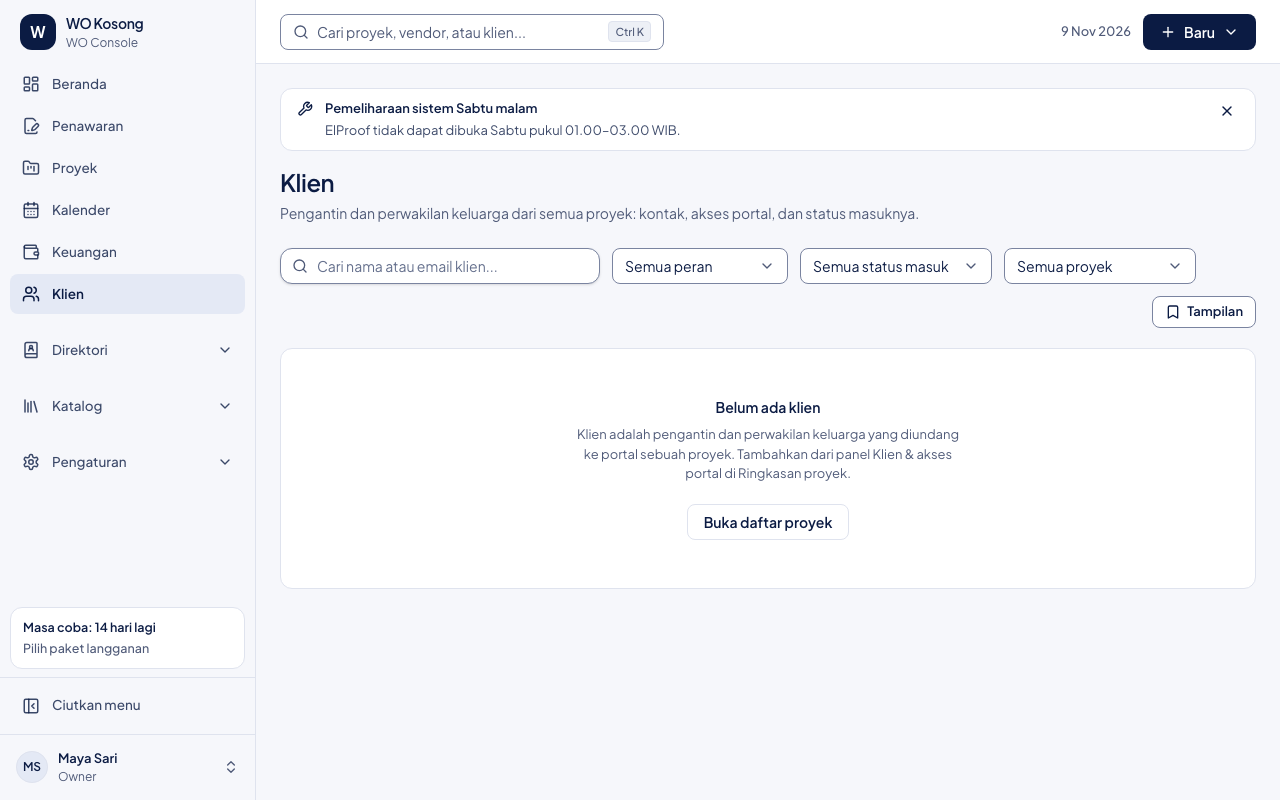 W
WO Kosong
WO Console
Beranda
Penawaran
Proyek
Kalender
Keuangan
Klien
Direktori
Katalog
Pengaturan
Masa coba: 14 hari lagi
Pilih paket langganan
Ciutkan menu
MS
Maya Sari
Owner
Cari proyek, vendor, atau klien...
Ctrl K
9 Nov 2026
Baru
Pemeliharaan sistem Sabtu malam
ElProof tidak dapat dibuka Sabtu pukul 01.00–03.00 WIB.
Klien
Pengantin dan perwakilan keluarga dari semua proyek: kontak, akses portal, dan status masuknya.
Cari nama atau email klien...
Semua peran
Semua status masuk
Semua proyek
Tampilan
Belum ada klien
Klien adalah pengantin dan perwakilan keluarga yang diundang
ke portal sebuah proyek. Tambahkan dari panel Klien & akses
portal di Ringkasan proyek.
Buka daftar proyek